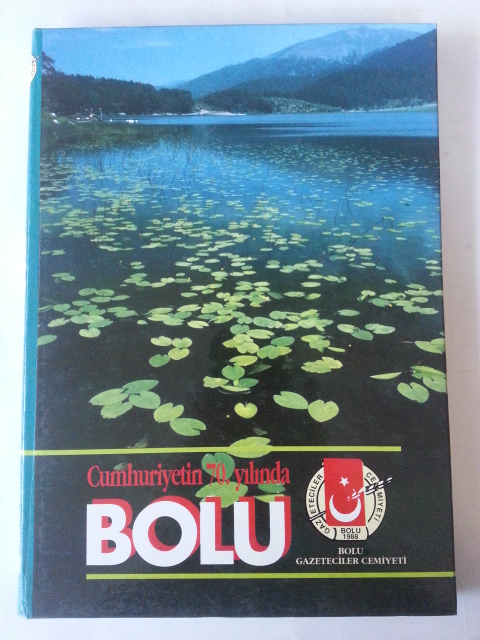 Cumhuriyetin 70. yılında
BOLU
GAZETECİLER CEMİYETİ
BOLU
1988
BOLU
GAZETECİLER CEMİYETİ